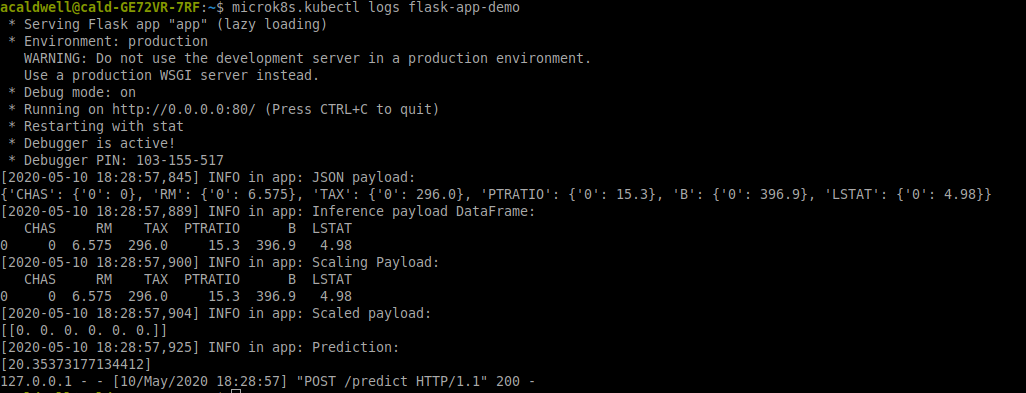 acaldwell@cald-GE72VR-7RF:~$ microk8s.kubectl logs flask-app-demo
 * Serving Flask app "app" (lazy loading)
 * Environment: production
   WARNING: Do not use the development server in a production environment.
   Use a production WSGI server instead.
 * Debug mode: on
 * Running on http://0.0.0.0:80/ (Press CTRL+C to quit)
 * Restarting with stat
 * Debugger is active!
 * Debugger PIN: 103-155-517
[2020-05-10 18:28:57,845] INFO in app: JSON payload:
{'CHAS': {'0': 0}, 'RM': {'0': 6.575}, 'TAX': {'0': 296.0}, 'PTRATIO': {'0': 15.3}, 'B': {'0': 396.9}, 'LSTAT': {'0': 4.98}}
[2020-05-10 18:28:57,889] INFO in app: Inference payload DataFrame:
   CHAS     RM    TAX  PTRATIO      B  LSTAT
0     0  6.575  296.0     15.3  396.9   4.98
[2020-05-10 18:28:57,900] INFO in app: Scaling Payload:
   CHAS     RM    TAX  PTRATIO      B  LSTAT
0     0  6.575  296.0     15.3  396.9   4.98
[2020-05-10 18:28:57,904] INFO in app: Scaled payload:
[[0. 0. 0. 0. 0. 0.]]
[2020-05-10 18:28:57,925] INFO in app: Prediction:
[20.35373177134412]
127.0.0.1 - - [10/May/2020 18:28:57] "POST /predict HTTP/1.1" 200 -